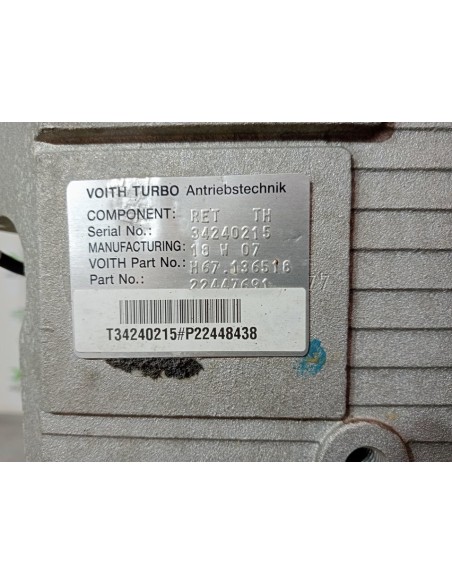 VOITH TURBO Antriebstechnik
COMPONENT: RET TH
Serial No.: 34240215
MANUFACTURING: 18 W 07
VOITH Part No.: H67.136518
Part No.: 22447691
T34240215#P22448438